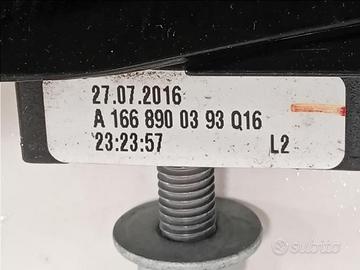 27.07.2016
A 166 890 03 93 Q16
23:23:57 L2
subito